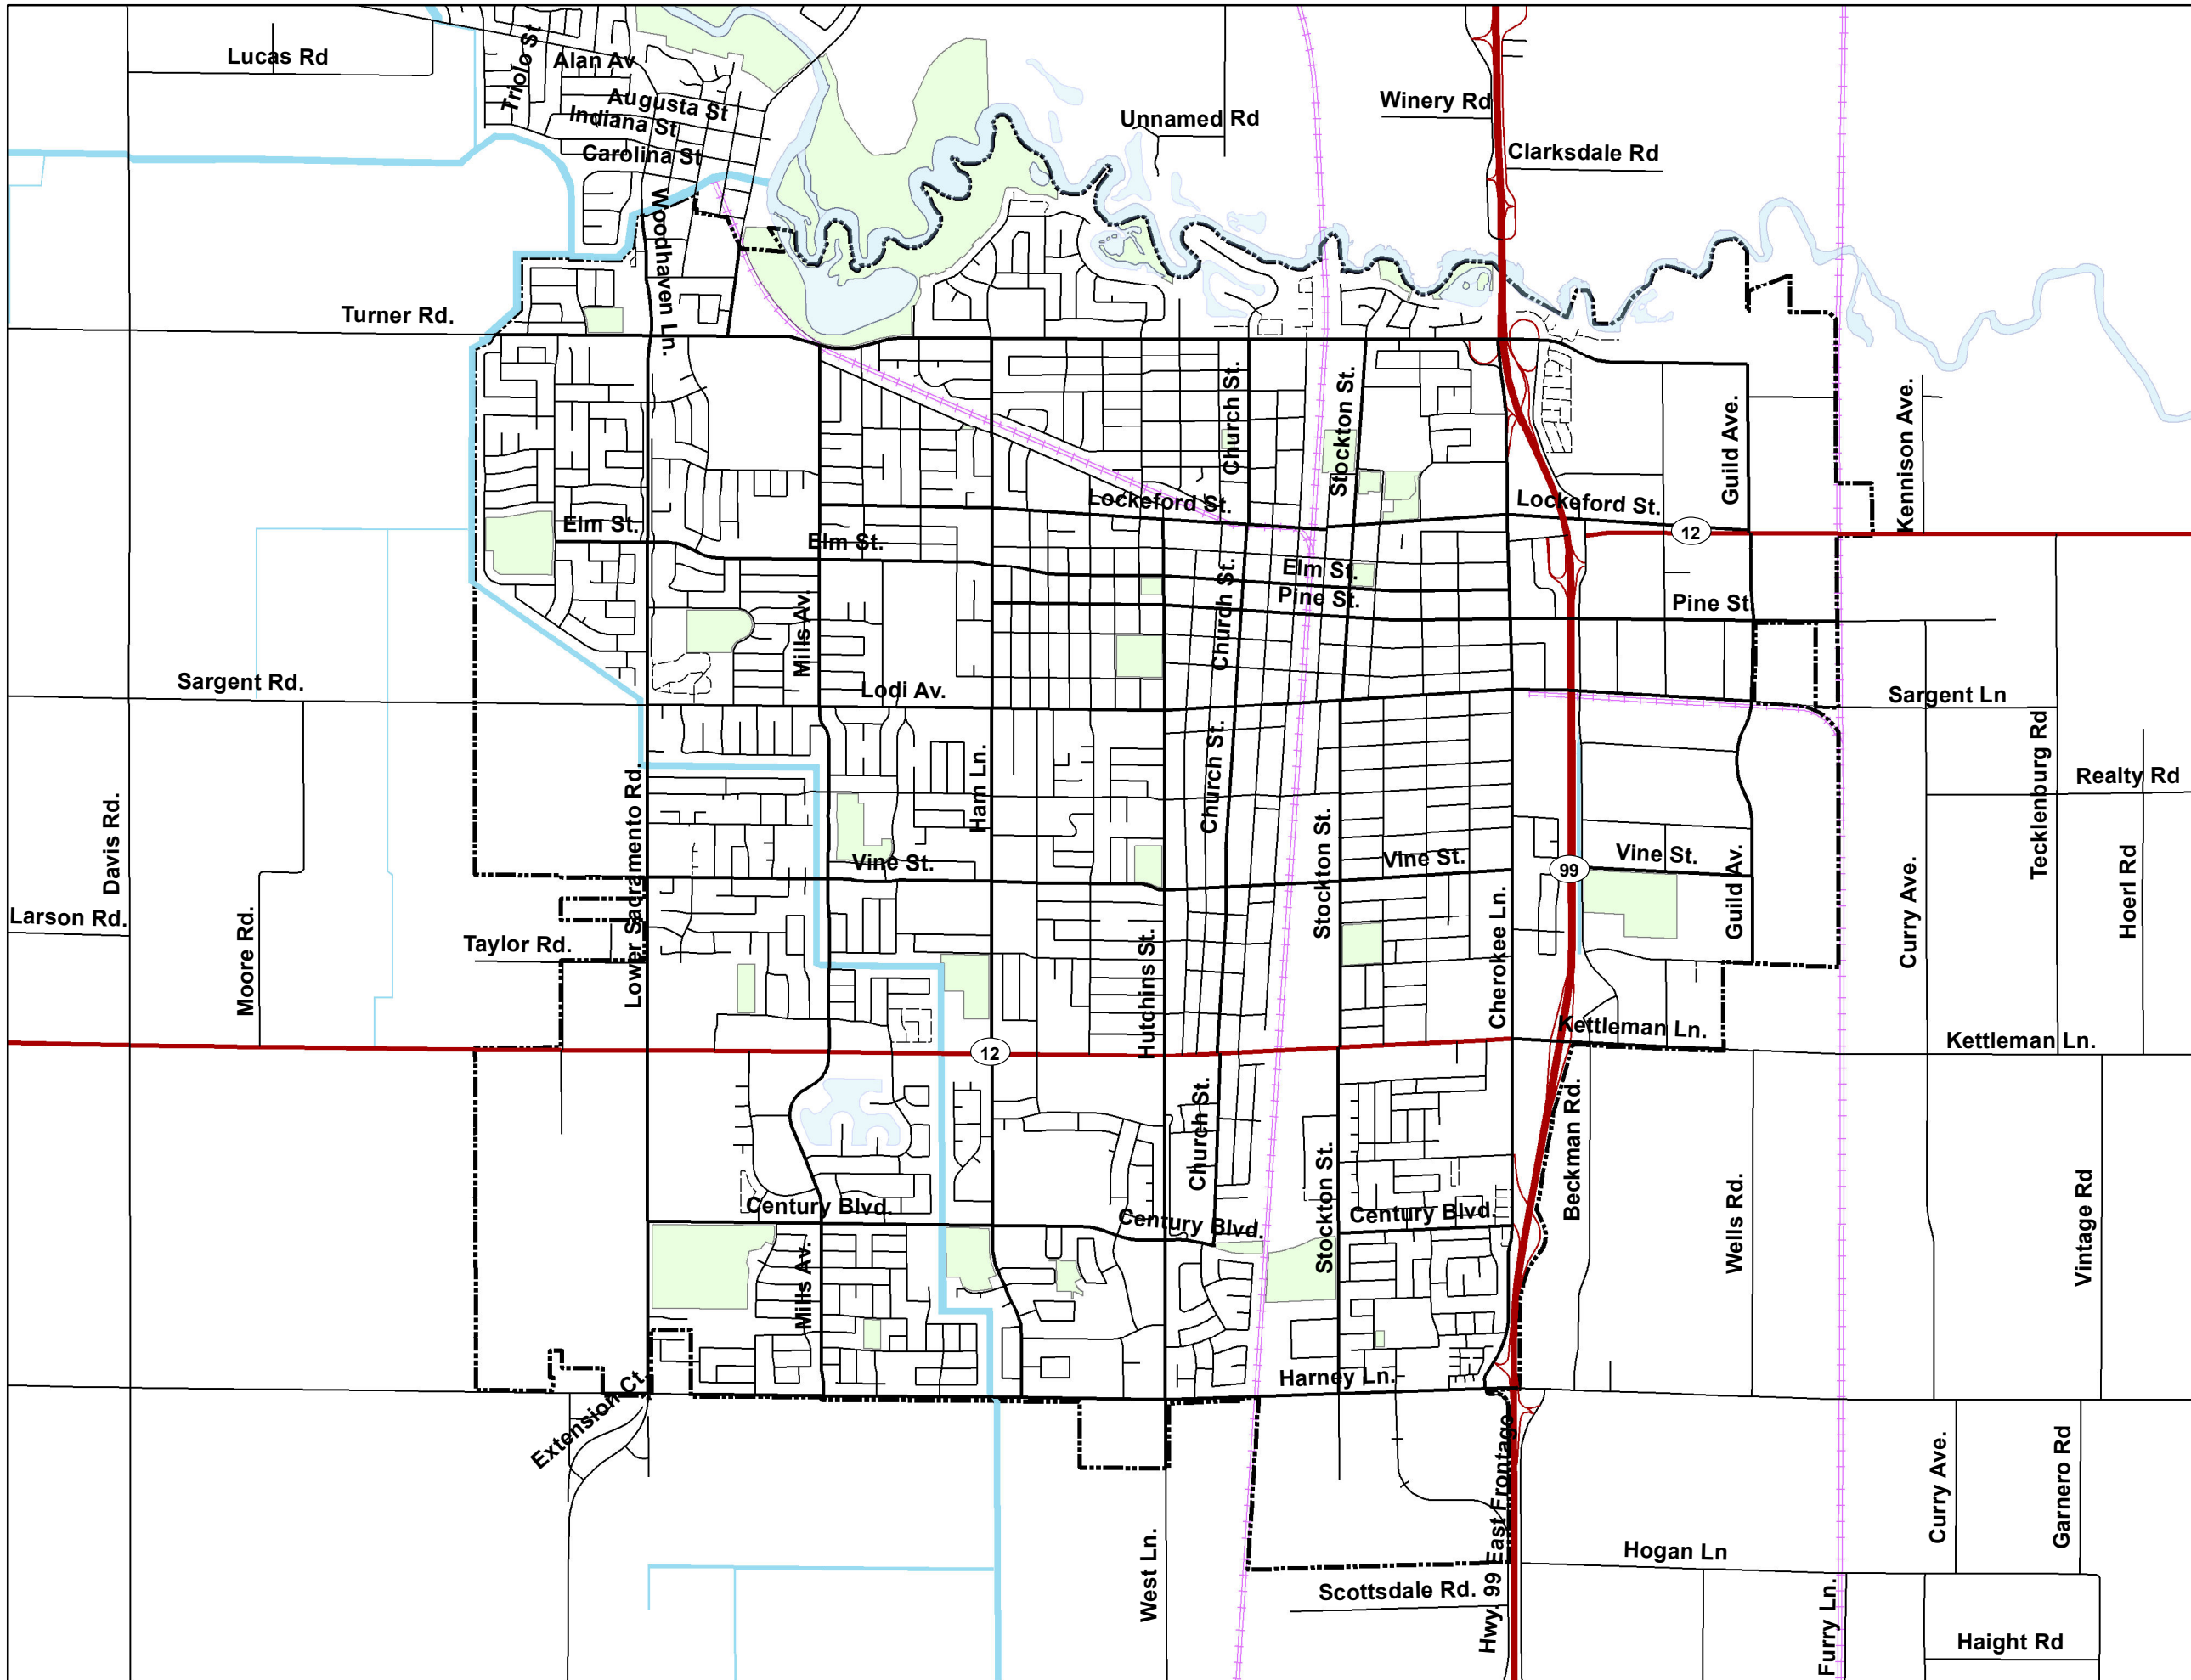 Lucas Rd
Triolo St
Alan Av
Augusta St
Indiana St
Carolina St
Unnamed Rd
Winery Rd
Clarksdale Rd
Woodhaven Ln.
Turner Rd.
Church St.
Stockton St.
Guild Ave.
Kennison Ave.
Lockeford St.
Lockeford St.
12
Elm St.
Elm St.
Elm St.
Pine St.
Pine St.
Church St.
Mills Av.
Sargent Rd.
Lodi Av.
Sargent Ln
Tecklenburg Rd
Realty Rd
Church St.
Ham Ln.
Davis Rd.
Lower Sacramento Rd.
Stockton St.
Vine St.
Vine St.
Vine St.
99
Guild Av.
Curry Ave.
Hoerl Rd
Larson Rd.
Moore Rd.
Taylor Rd.
Hutchins St.
Cherokee Ln.
Kettleman Ln.
Kettleman Ln.
12
Church St.
Stockton St.
Beckman Rd.
Wells Rd.
Vintage Rd
Century Blvd.
Century Blvd.
Century Blvd.
Mills Av.
Harney Ln.
Extension Ct.
Hwy. 99 East Frontage
West Ln.
Curry Ave.
Garnero Rd
Hogan Ln
Scottsdale Rd.
Furry Ln.
Haight Rd